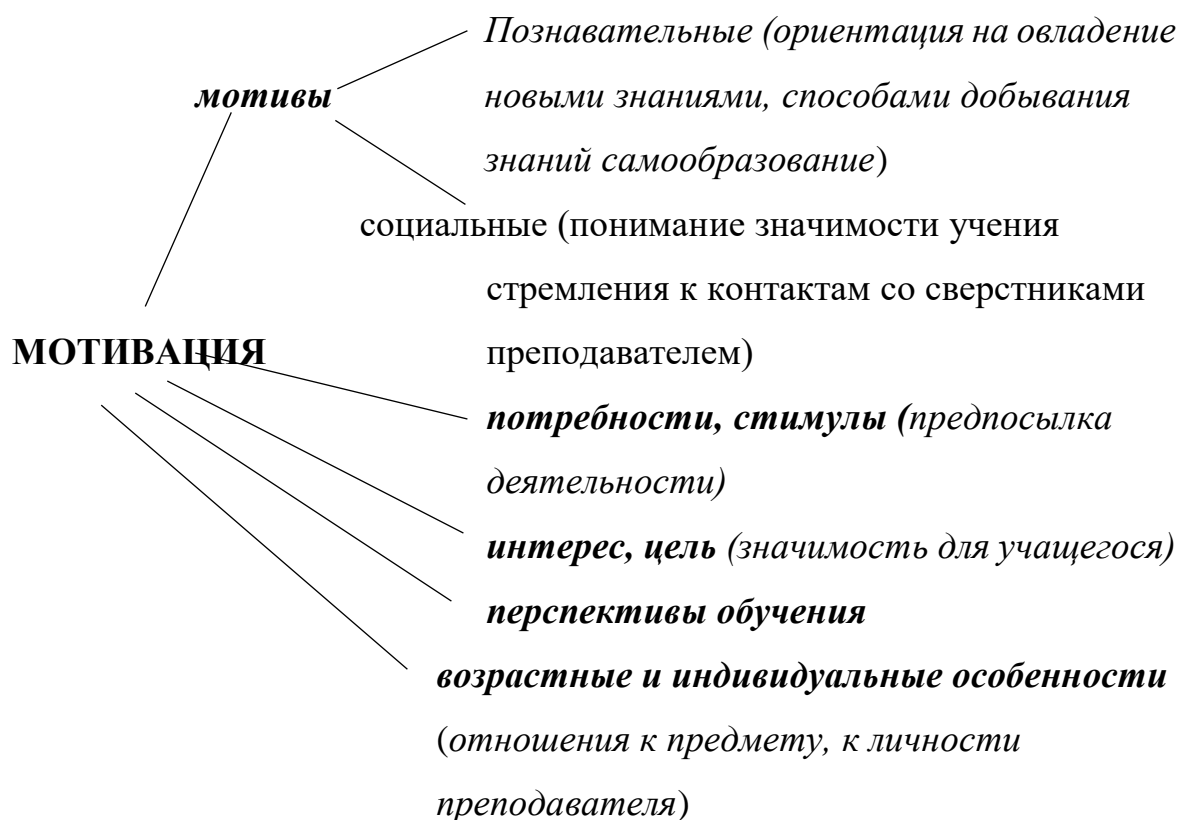 Познавательные (ориентация на овладение
мотивы
новыми знаниями, способами добывания
знаний самообразование)
социальные (понимание значимости учения
стремления к контактам со сверстниками
МОТИВАЦИЯ
преподавателем)
потребности, стимулы (предпосылка
деятельности)
интерес, цель (значимость для учащегося)
перспективы обучения
возрастные и индивидуальные особенности
(отношения к предмету, к личности
преподавателя)